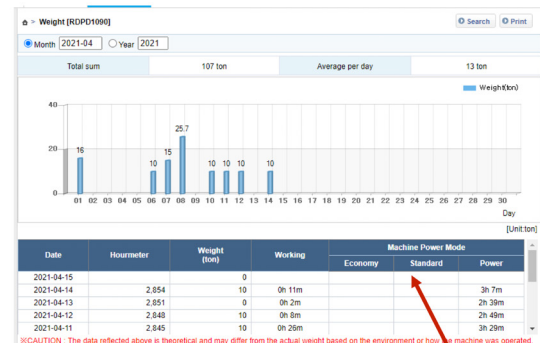 > Weight [RDPD1090]
Search Print
Month 2021-04 Year 2021
Total sum 107 ton Average per day 13 ton
Weight(ton)
40
20
0
16 10 15 25.7 10 10 10 10
01 02 03 04 05 06 07 08 09 10 11 12 13 14 15 16 17 18 19 20 21 22 23 24 25 26 27 28 29 30
Day
[Unit:ton]
Date Hourmeter Weight (ton) Working Machine Power Mode
Economy Standard Power
2021-04-15 0
2021-04-14 2,854 10 0h 11m 3h 7m
2021-04-13 2,851 0 0h 2m 2h 39m
2021-04-12 2,848 10 0h 8m 2h 49m
2021-04-11 2,845 10 0h 26m 3h 29m
※CAUTION : The data reflected above is theoretical and may differ from the actual weight based on the environment or how the machine was operated.